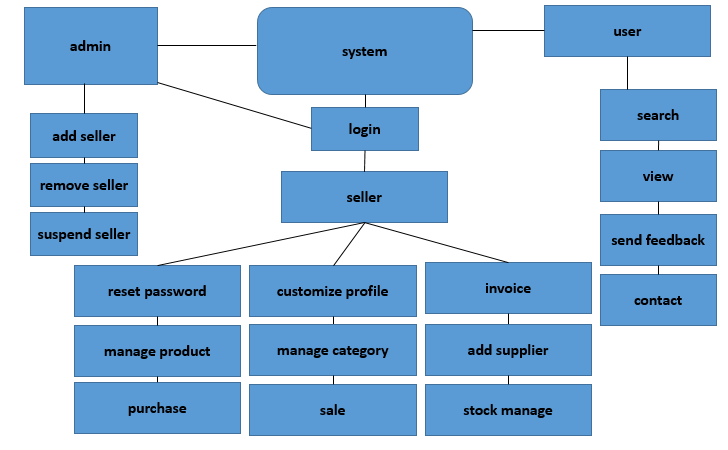 admin
system
user
add seller
remove seller
suspend seller
login
seller
search
view
send feedback
contact
reset password
manage product
purchase
customize profile
manage category
sale
invoice
add supplier
stock manage